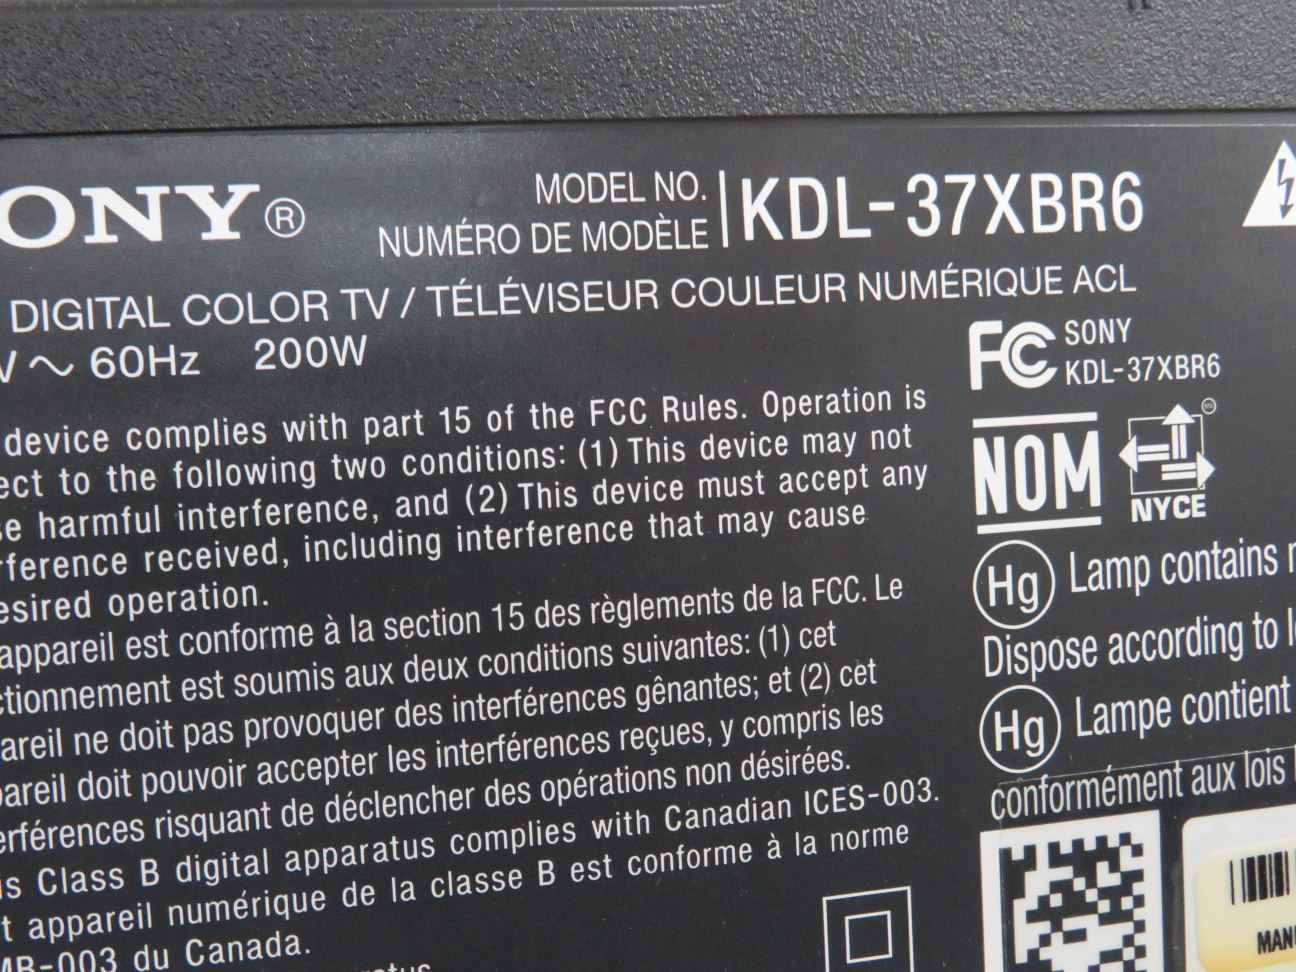 SONY®
MODEL NO.
NUMÉRO DE MODÈLE
KDL-37XBR6
DIGITAL COLOR TV / TÉLÉVISEUR COULEUR NUMÉRIQUE ACL
V ~ 60Hz 200W
FC SONY
KDL-37XBR6
device complies with part 15 of the FCC Rules. Operation is
ect to the following two conditions: (1) This device may not
se harmful interference, and (2) This device must accept any
rference received, including interference that may cause
esired operation.
appareil est conforme à la section 15 des règlements de la FCC. Le
ctionnement est soumis aux deux conditions suivantes: (1) cet
areil ne doit pas provoquer des interférences gênantes; et (2) cet
pareil doit pouvoir accepter les interférences reçues, y compris les
erférences risquant de déclencher des opérations non désirées.
is Class B digital apparatus complies with Canadian ICES-003.
t appareil numérique de la classe B est conforme à la norme
MB-003 du Canada.
NOM
NYCE
Hg Lamp contains
Dispose according to
Hg Lampe contient
conformément aux lois